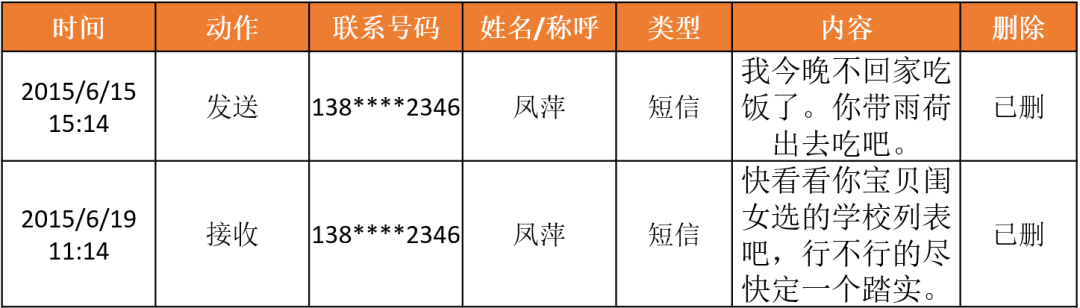 时间 动作 联系号码 姓名/称呼 类型 内容 删除
2015/6/15
15:14
发送
138****2346
凤萍
短信
我今晚不回家吃
饭了。你带雨荷
出去吃吧。
已删
2015/6/19
11:14
接收
138****2346
凤萍
短信
快看看你宝贝闺
女选的学校列表
吧，行不行的尽
快定一个踏实。
已删